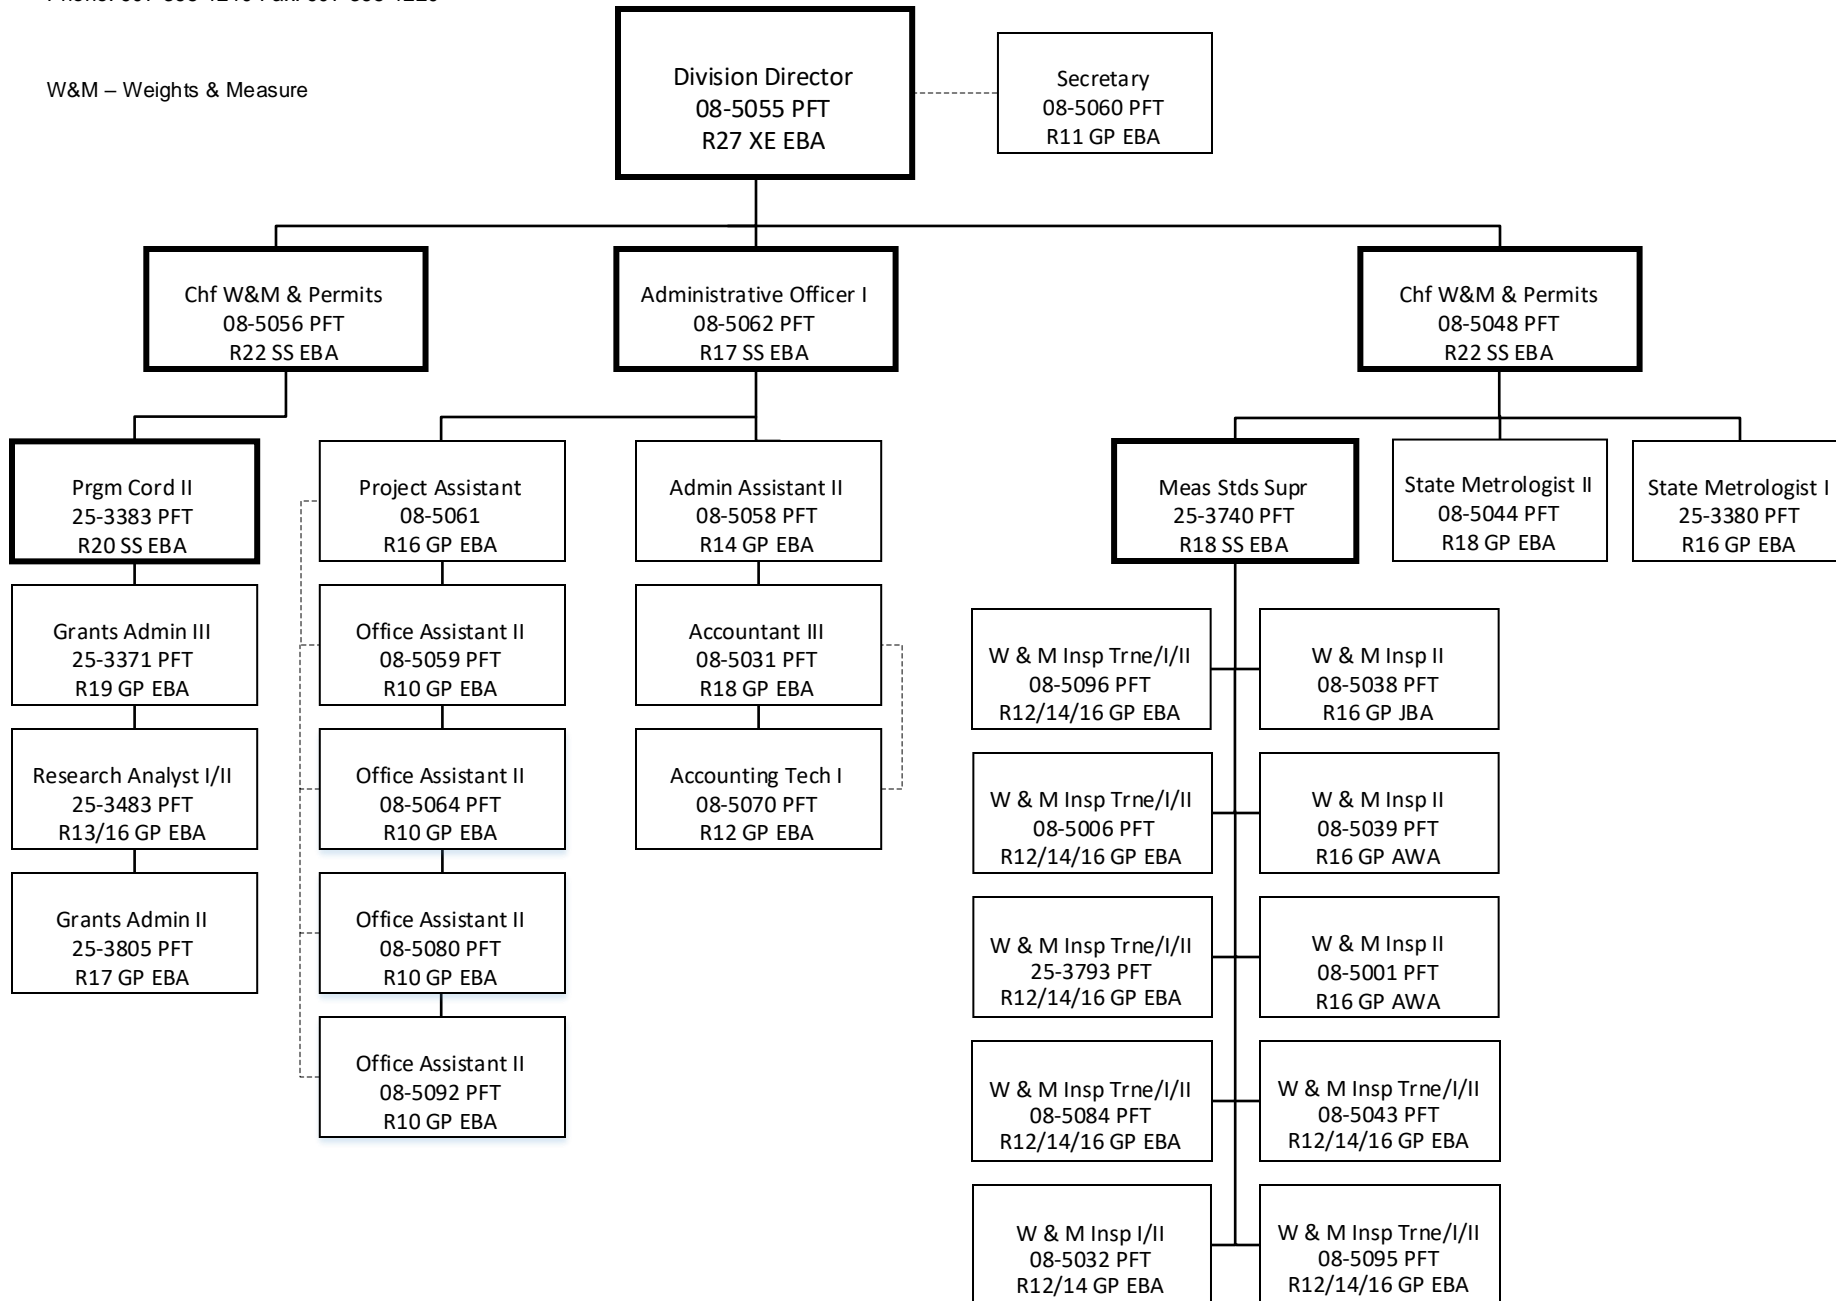 W&M – Weights & Measure
Division Director
08-5055 PFT
R27 XE EBA
Secretary
08-5060 PFT
R11 GP EBA
Chf W&M & Permits
08-5056 PFT
R22 SS EBA
Administrative Officer I
08-5062 PFT
R17 SS EBA
Chf W&M & Permits
08-5048 PFT
R22 SS EBA
Prgm Cord II
25-3383 PFT
R20 SS EBA
Project Assistant
08-5061
R16 GP EBA
Admin Assistant II
08-5058 PFT
R14 GP EBA
Meas Stds Supr
25-3740 PFT
R18 SS EBA
State Metrologist II
08-5044 PFT
R18 GP EBA
State Metrologist I
25-3380 PFT
R16 GP EBA
Grants Admin III
25-3371 PFT
R19 GP EBA
Office Assistant II
08-5059 PFT
R10 GP EBA
Accountant III
08-5031 PFT
R18 GP EBA
W & M Insp Trne/I/II
08-5096 PFT
R12/14/16 GP EBA
W & M Insp II
08-5038 PFT
R16 GP JBA
Research Analyst I/II
25-3483 PFT
R13/16 GP EBA
Office Assistant II
08-5064 PFT
R10 GP EBA
Accounting Tech I
08-5070 PFT
R12 GP EBA
W & M Insp Trne/I/II
08-5006 PFT
R12/14/16 GP EBA
W & M Insp II
08-5039 PFT
R16 GP AWA
Grants Admin II
25-3805 PFT
R17 GP EBA
Office Assistant II
08-5080 PFT
R10 GP EBA
W & M Insp Trne/I/II
25-3793 PFT
R12/14/16 GP EBA
W & M Insp II
08-5001 PFT
R16 GP AWA
Office Assistant II
08-5092 PFT
R10 GP EBA
W & M Insp Trne/I/II
08-5084 PFT
R12/14/16 GP EBA
W & M Insp Trne/I/II
08-5043 PFT
R12/14/16 GP EBA
W & M Insp I/II
08-5032 PFT
R12/14 GP EBA
W & M Insp Trne/I/II
08-5095 PFT
R12/14/16 GP EBA